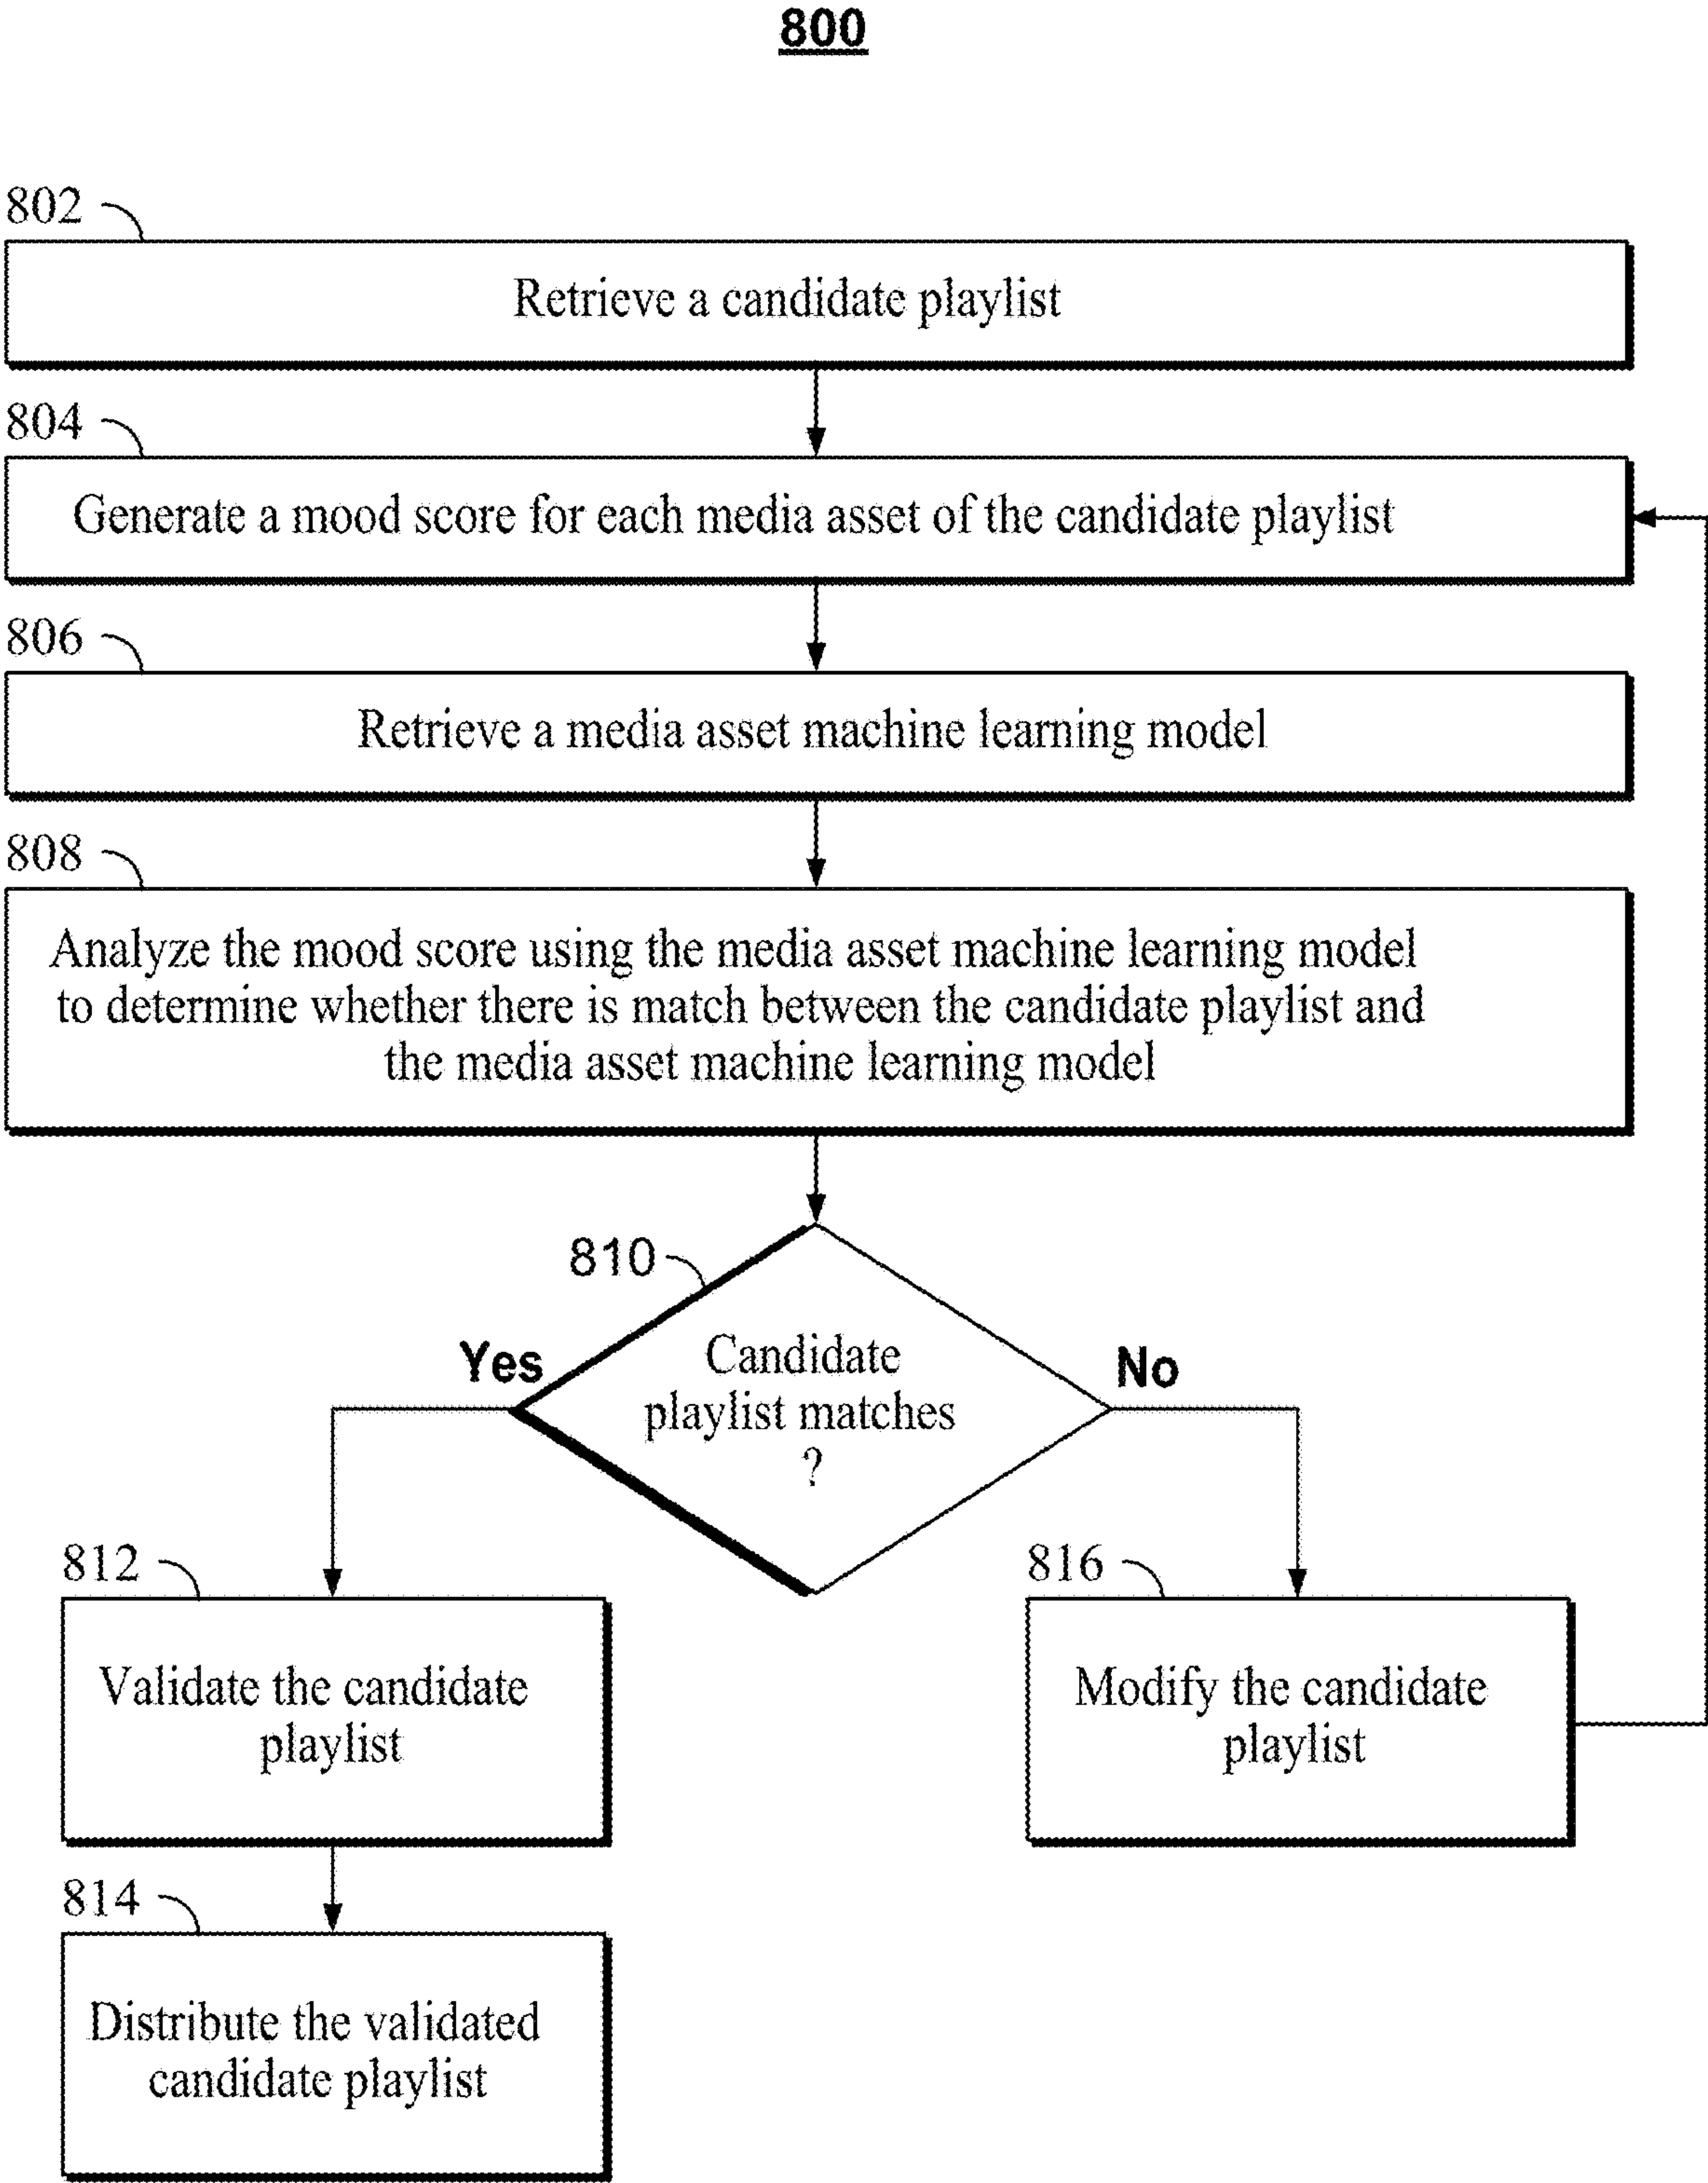 800
802
Retrieve a candidate playlist
804
Generate a mood score for each media asset of the candidate playlist
806
Retrieve a media asset machine learning model
808
Analyze the mood score using the media asset machine learning model
to determine whether there is match between the candidate playlist and
the media asset machine learning model
810
Candidate
playlist matches
?
Yes
No
812
Validate the candidate
playlist
816
Modify the candidate
playlist
814
Distribute the validated
candidate playlist